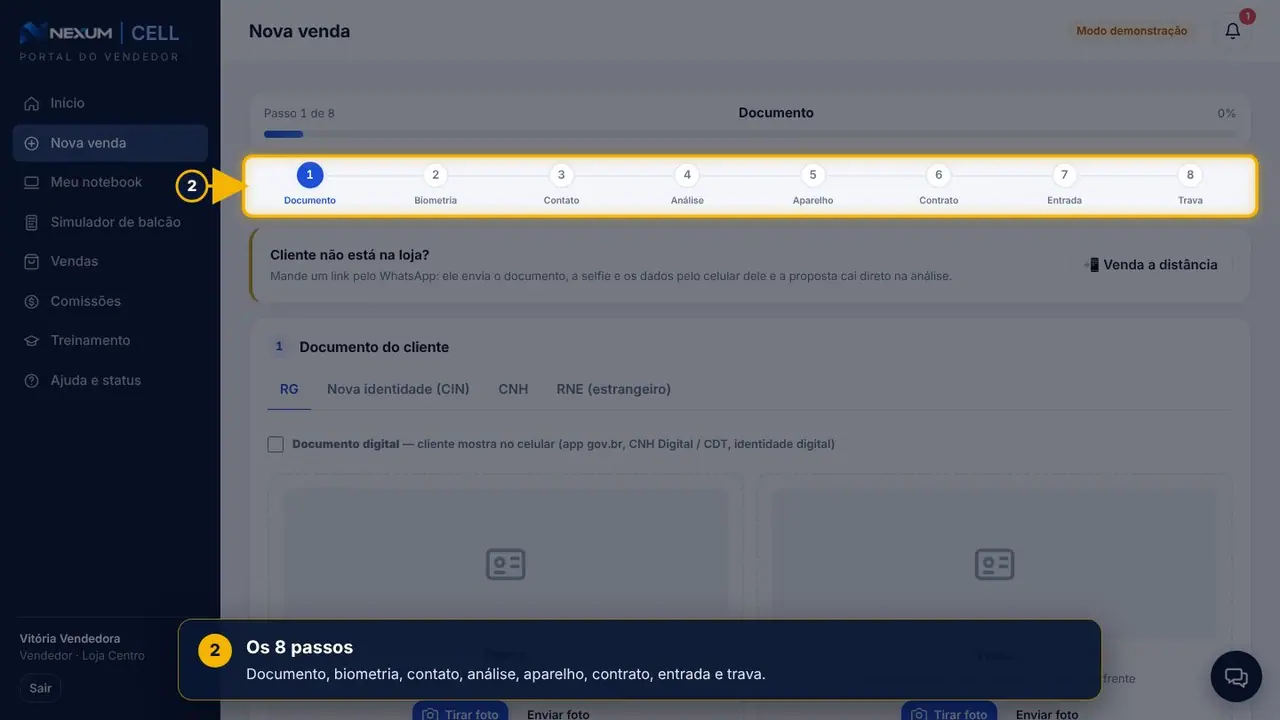 NEXUM | CELL
PORTAL DO VENDEDOR
Início
Nova venda
Meu notebook
Simulador de balcão
Vendas
Comissões
Treinamento
Ajuda e status
Vitória Vendedora
Vendedor · Loja Centro
Sair
Nova venda
Modo demonstração
1
Passo 1 de 8
Documento
0%
2
1 2 3 4 5 6 7 8
Documento Biometria Contato Análise Aparelho Contrato Entrada Trava
Cliente não está na loja?
Mande um link pelo WhatsApp: ele envia o documento, a selfie e os dados pelo celular dele e a proposta cai direto na análise.
Venda a distância
1 Documento do cliente
RG Nova identidade (CIN) CNH RNE (estrangeiro)
Documento digital — cliente mostra no celular (app gov.br, CNH Digital / CDT, identidade digital)
2 Os 8 passos
Documento, biometria, contato, análise, aparelho, contrato, entrada e trava.
frente
Tirar foto Enviar foto
Tirar foto Enviar foto